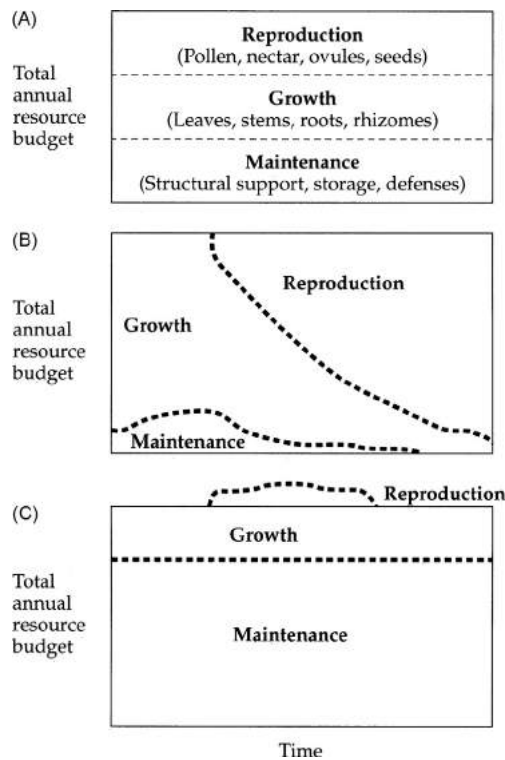 (A)
Total
annual
resource
budget
Reproduction
(Pollen, nectar, ovules, seeds)
Growth
(Leaves, stems, roots, rhizomes)
Maintenance
(Structural support, storage, defenses)
(B)
Total
annual
resource
budget
Reproduction
Growth
Maintenance
(C)
Reproduction
Total
annual
resource
budget
Growth
Maintenance
Time